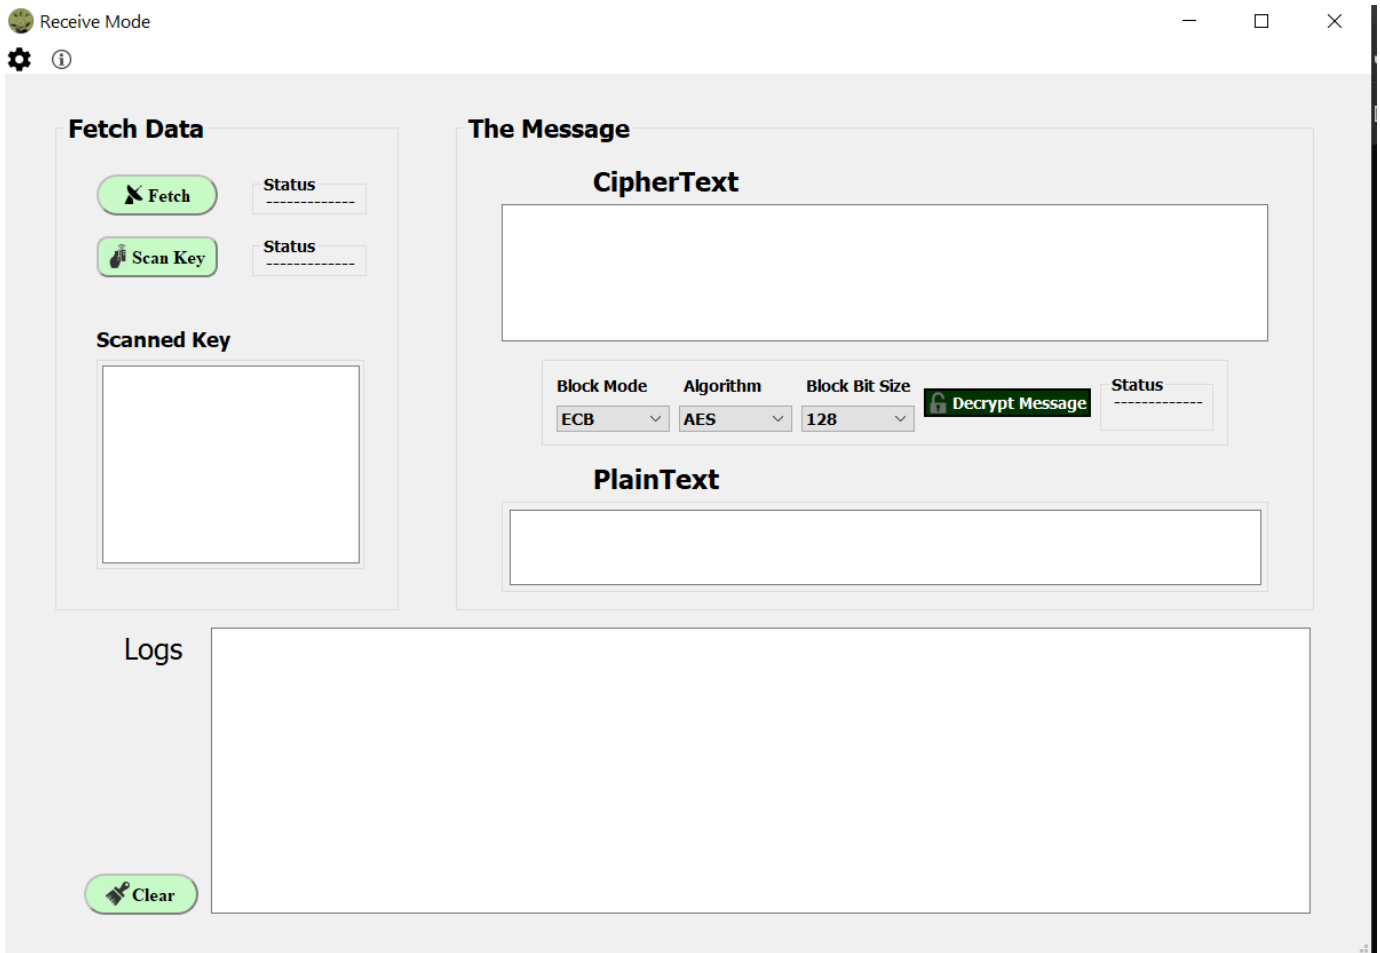 Receive Mode
Fetch Data
Fetch
Status
-------------
Scan Key
Status
-------------
Scanned Key
The Message
CipherText
Block Mode Algorithm Block Bit Size
ECB AES 128
Decrypt Message
Status
-------------
PlainText
Logs
Clear